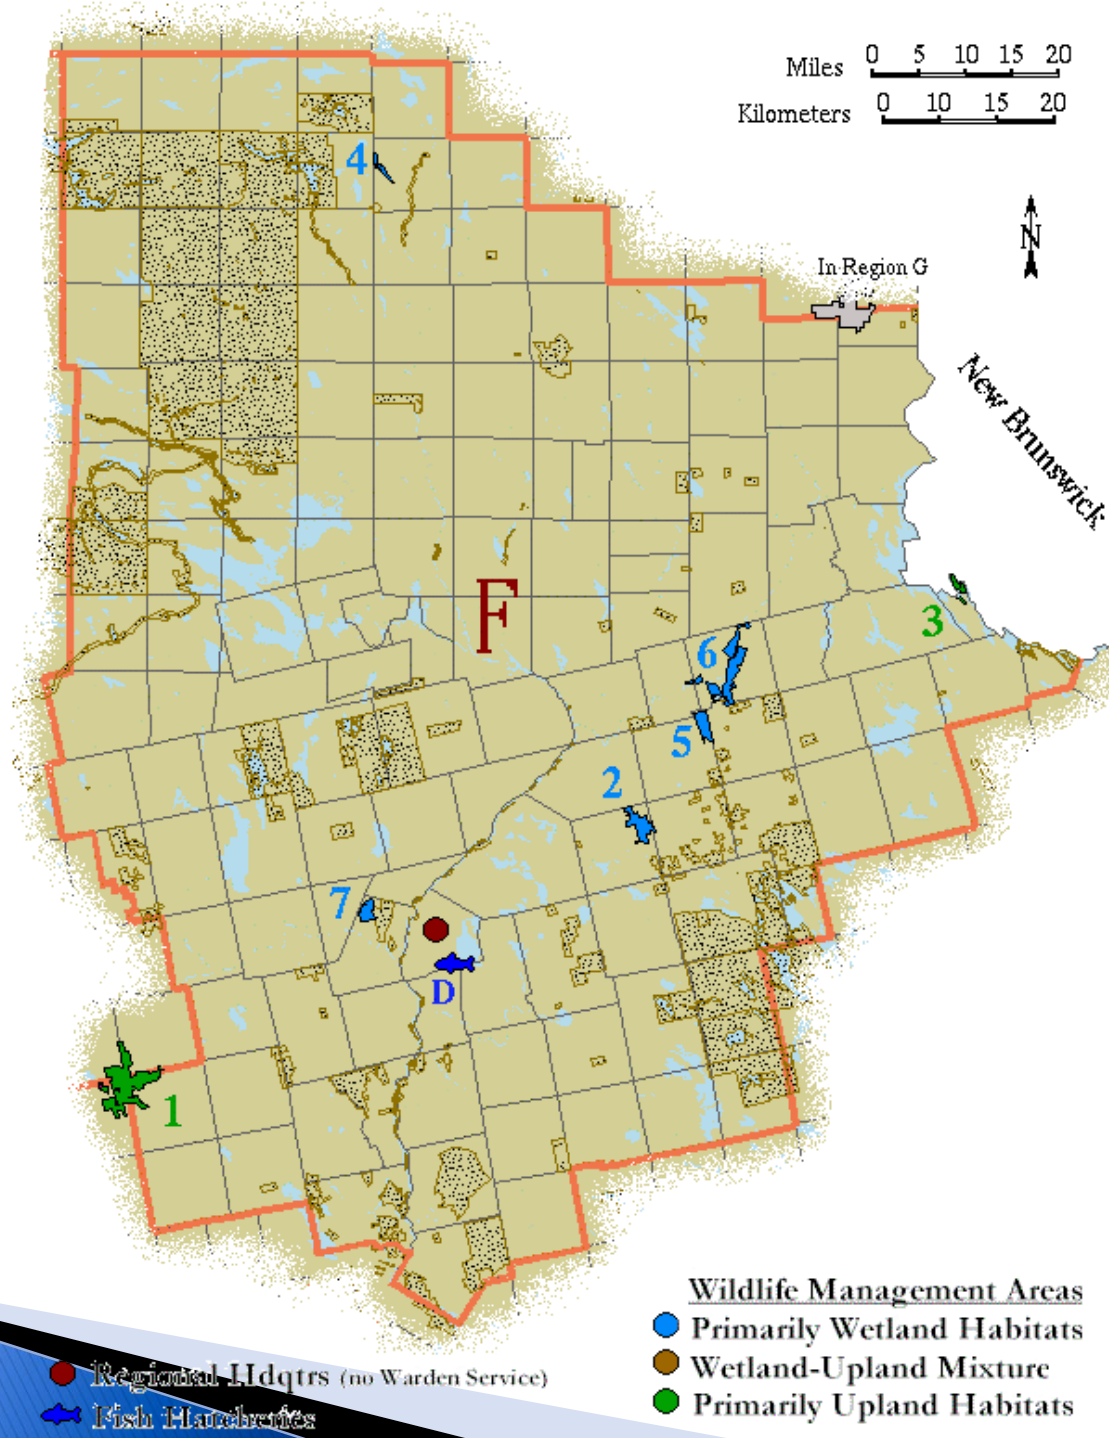 Miles 0 5 10 15 20
Kilometers 0 10 15 20
4
N
In Region G
New Brunswick
F
3
6
5
2
7
D
1
Wildlife Management Areas
Primarily Wetland Habitats
Wetland-Upland Mixture
Primarily Upland Habitats
Regional Hdqtrs (no Warden Service)
Fish Hatcheries